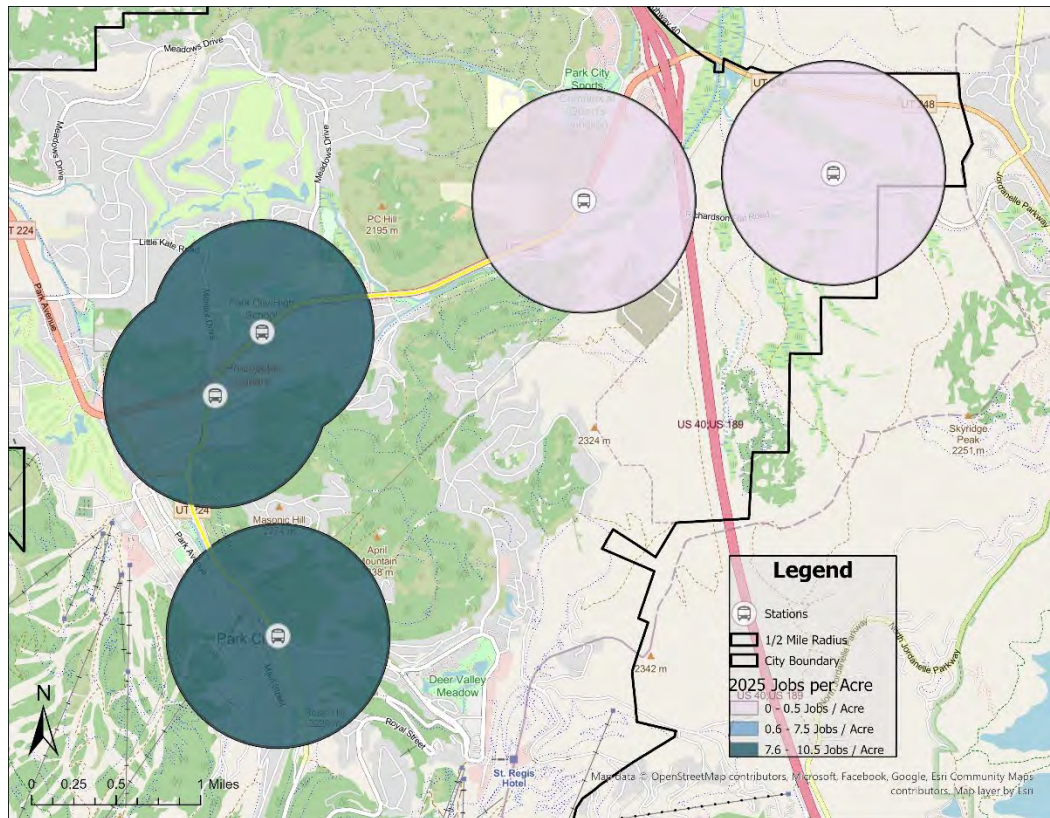 Highway 40
Meadows Drive
Meadows Drive
Meadows Drive
Park City
Sports
UT 248
UT 248
Jordanelle Parkway
PC Hill
2195 m
Little Kate Road
UT 224
Park Avenue
Richardson Flat Road
Park City High
School
US 40;US 189
2324 m
Skyridge
Peak
2251 m
UT 224
Masonic Hill
Park Avenue
April
Mountain
Legend
Stations
1/2 Mile Radius
City Boundary
2025 Jobs per Acre
0 - 0.5 Jobs / Acre
0.6 - 7.5 Jobs / Acre
7.6 - 10.5 Jobs / Acre
US 40;US 189
North Jordanelle Parkway
Park City
Main Street
2342 m
Deer Valley
Meadow
Royal Street
N
St. Regis
Hotel
0 0.25 0.5 1 Miles
Map data © OpenStreetMap contributors, Microsoft, Facebook, Google, Esri Community Maps
contributors, Map layer by Esri